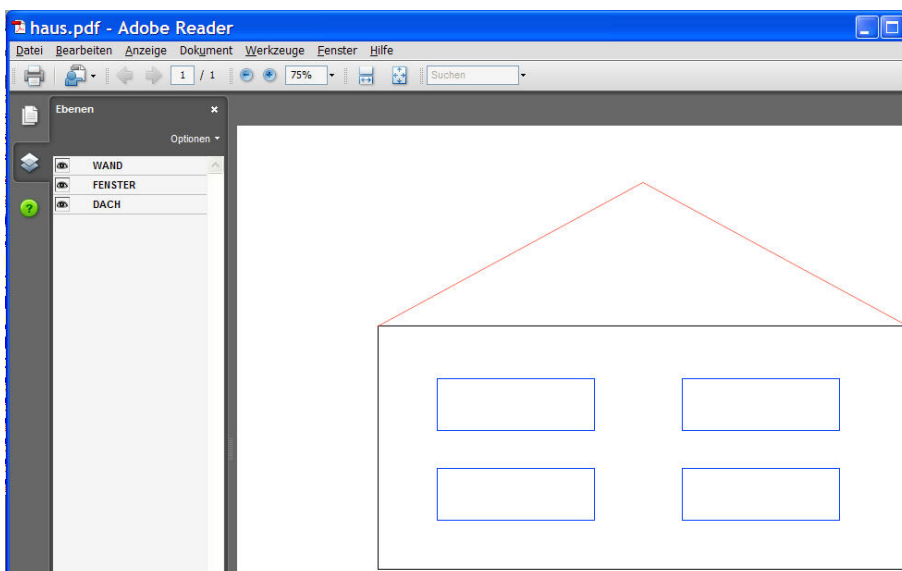 haus.pdf - Adobe Reader
Datei Bearbeiten Anzeige Dokument Werkzeuge Fenster Hilfe
1 / 1 75% Suchen
Ebenen
Optionen
WAND
FENSTER
DACH
?